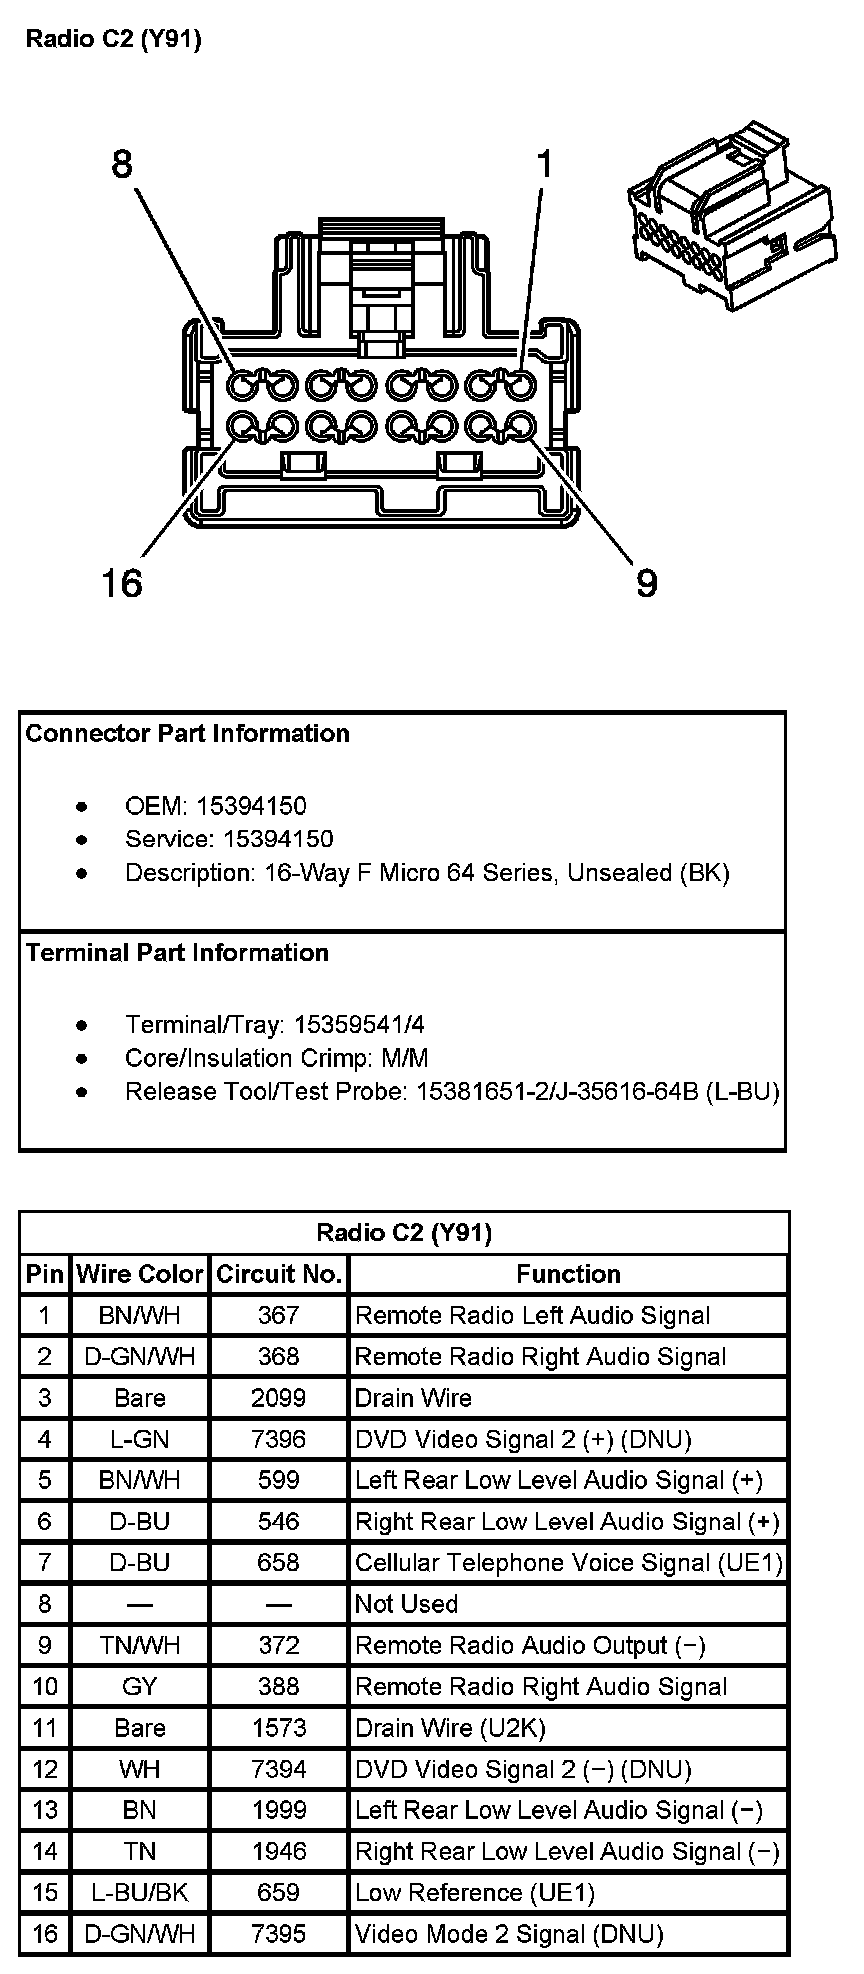 Radio C2 (Y91)
8 1
16 9
Connector Part Information
● OEM: 15394150
● Service: 15394150
● Description: 16-Way F Micro 64 Series, Unsealed (BK)
Terminal Part Information
● Terminal/Tray: 15359541/4
● Core/Insulation Crimp: M/M
● Release Tool/Test Probe: 15381651-2/J-35616-64B (L-BU)
Radio C2 (Y91)
Pin Wire Color Circuit No. Function
1 BN/WH 367 Remote Radio Left Audio Signal
2 D-GN/WH 368 Remote Radio Right Audio Signal
3 Bare 2099 Drain Wire
4 L-GN 7396 DVD Video Signal 2 (+) (DNU)
5 BN/WH 599 Left Rear Low Level Audio Signal (+)
6 D-BU 546 Right Rear Low Level Audio Signal (+)
7 D-BU 658 Cellular Telephone Voice Signal (UE1)
8 — — Not Used
9 TN/WH 372 Remote Radio Audio Output (−)
10 GY 388 Remote Radio Right Audio Signal
11 Bare 1573 Drain Wire (U2K)
12 WH 7394 DVD Video Signal 2 (−) (DNU)
13 BN 1999 Left Rear Low Level Audio Signal (−)
14 TN 1946 Right Rear Low Level Audio Signal (−)
15 L-BU/BK 659 Low Reference (UE1)
16 D-GN/WH 7395 Video Mode 2 Signal (DNU)